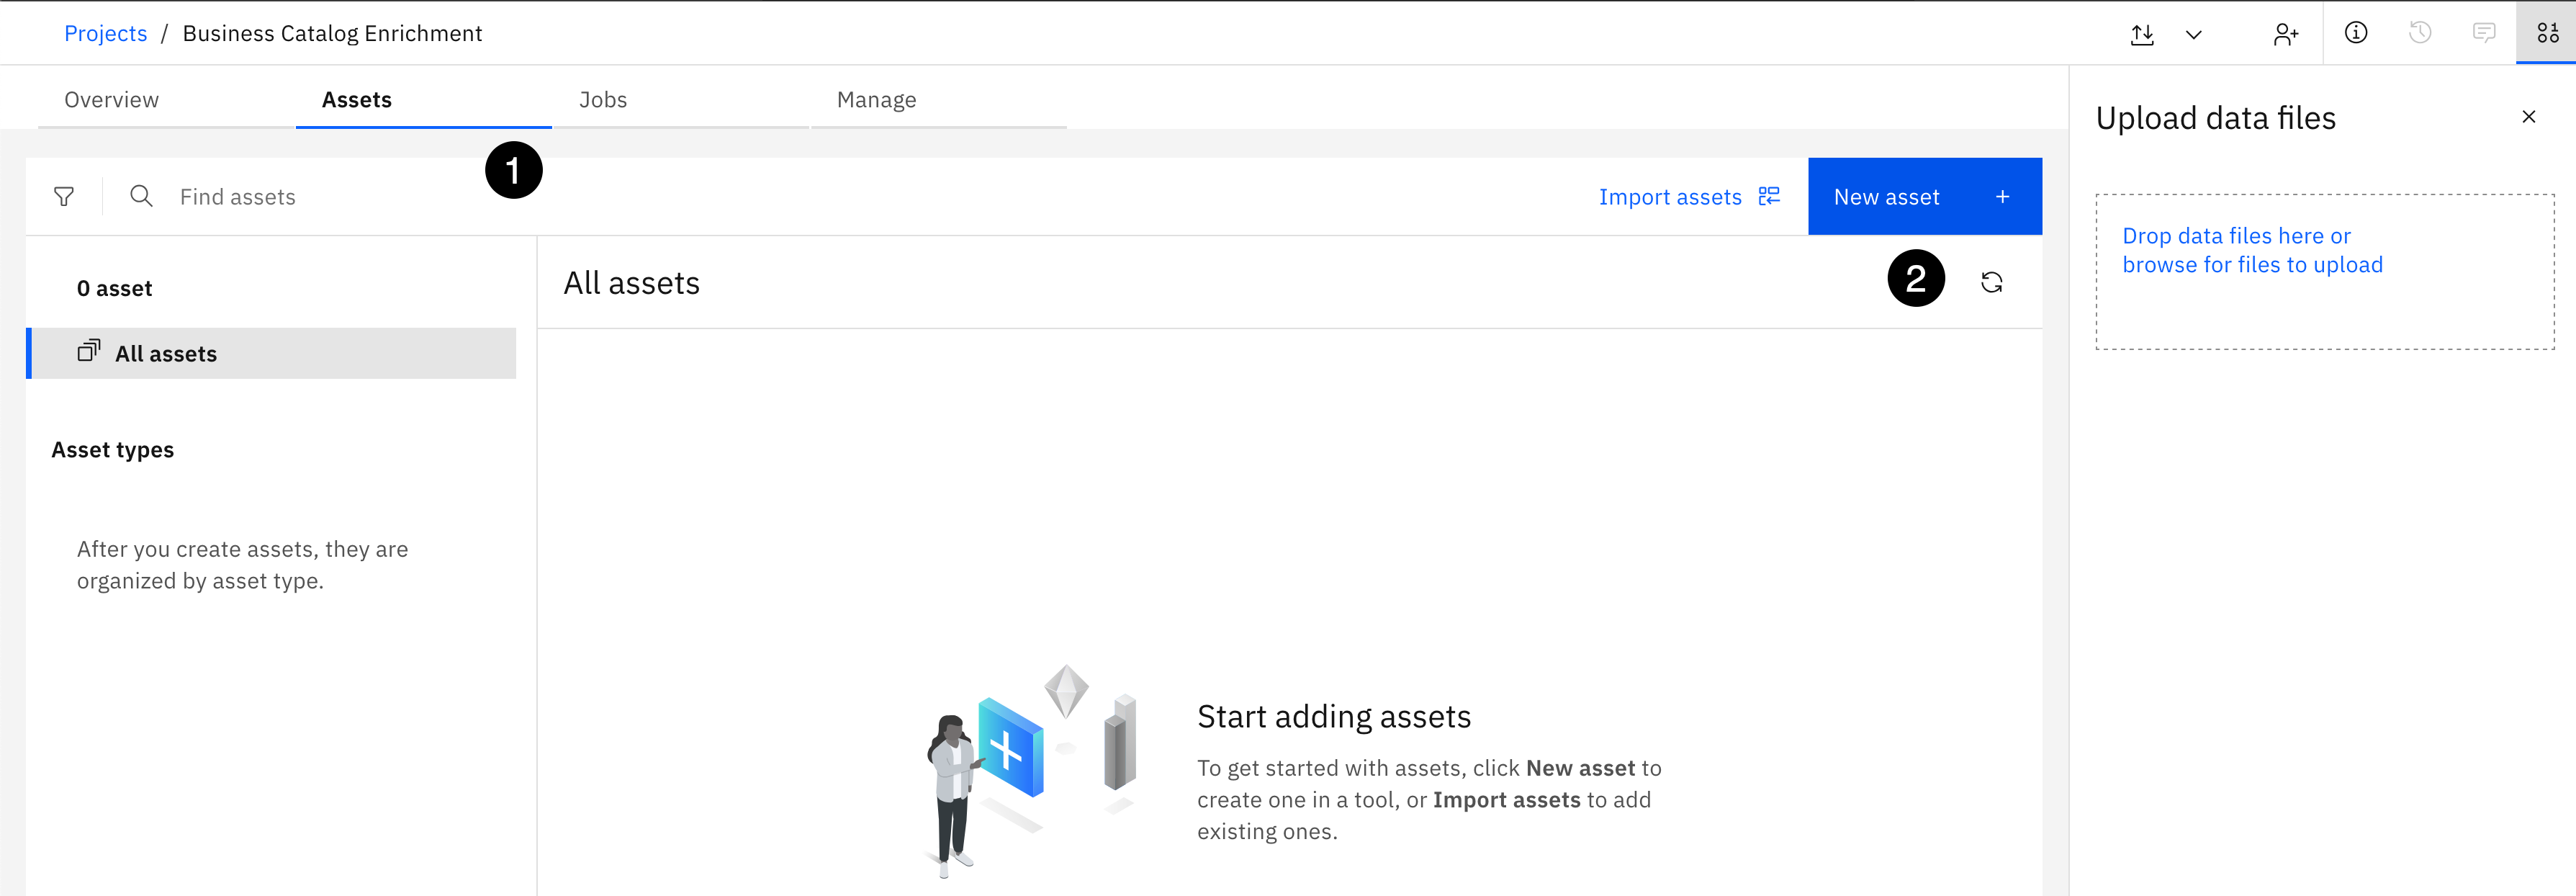 Projects / Business Catalog Enrichment
Overview
Assets
Jobs
Manage
1
Find assets
Import assets
New asset +
0 asset
All assets
Asset types
After you create assets, they are
organized by asset type.
All assets
2
Start adding assets
To get started with assets, click New asset to
create one in a tool, or Import assets to add
existing ones.
Upload data files
Drop data files here or
browse for files to upload